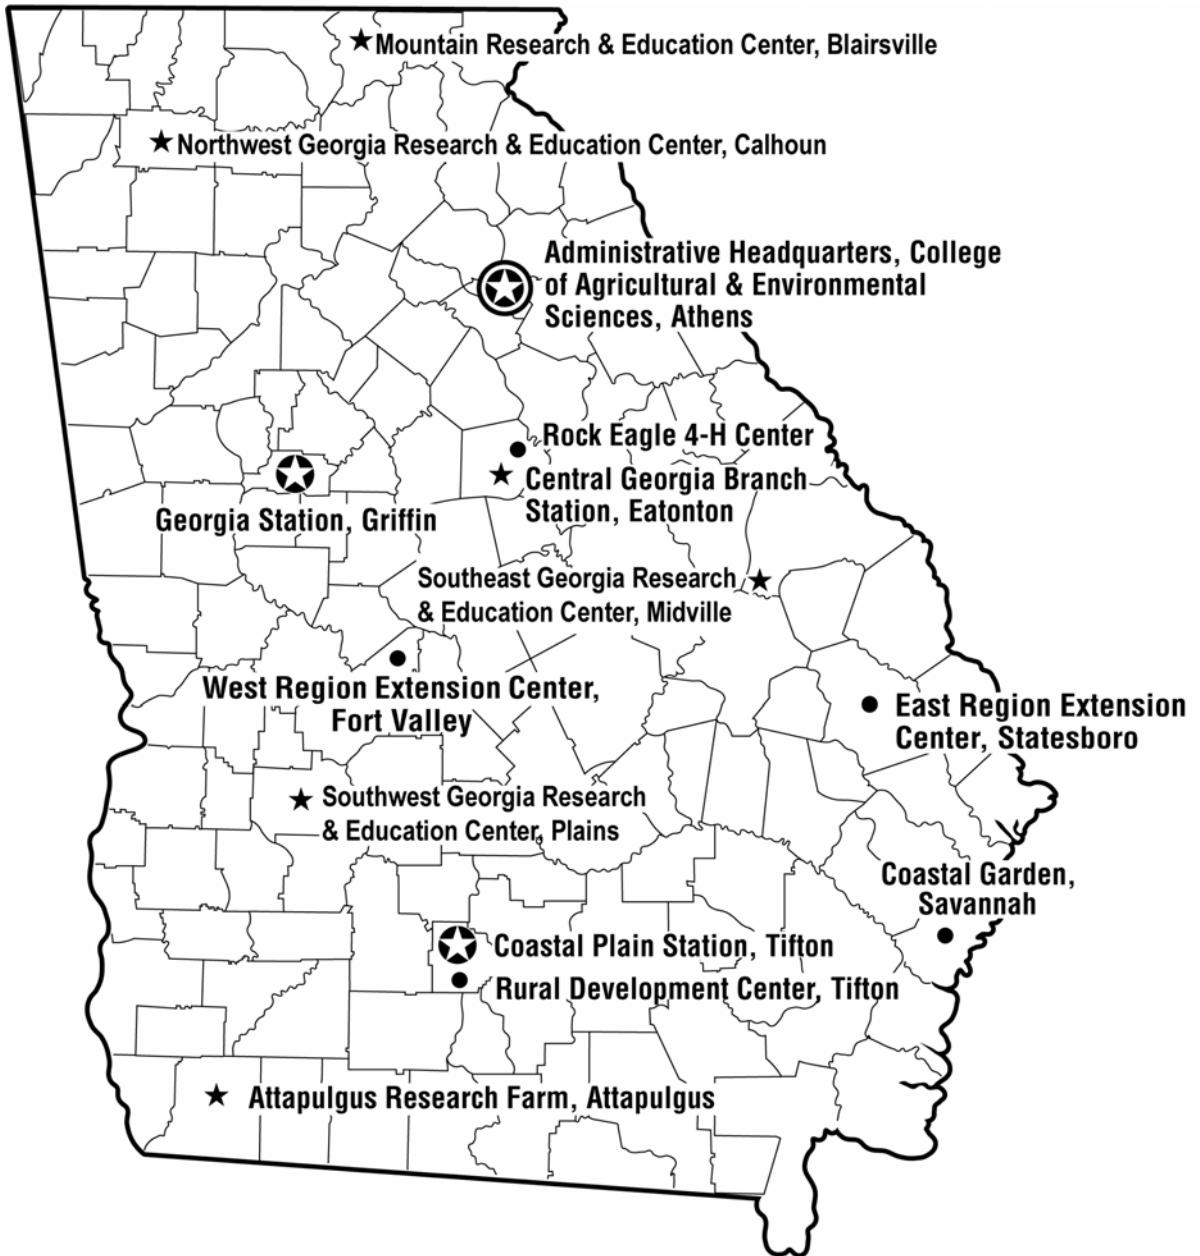 Mountain Research & Education Center, Blairsville
Northwest Georgia Research & Education Center, Calhoun
Administrative Headquarters, College
of Agricultural & Environmental
Sciences, Athens
Rock Eagle 4-H Center
Central Georgia Branch
Station, Eatonton
Georgia Station, Griffin
Southeast Georgia Research
& Education Center, Midville
West Region Extension Center,
Fort Valley
East Region Extension
Center, Statesboro
Southwest Georgia Research
& Education Center, Plains
Coastal Garden,
Savannah
Coastal Plain Station, Tifton
Rural Development Center, Tifton
Attapulgus Research Farm, Attapulgus